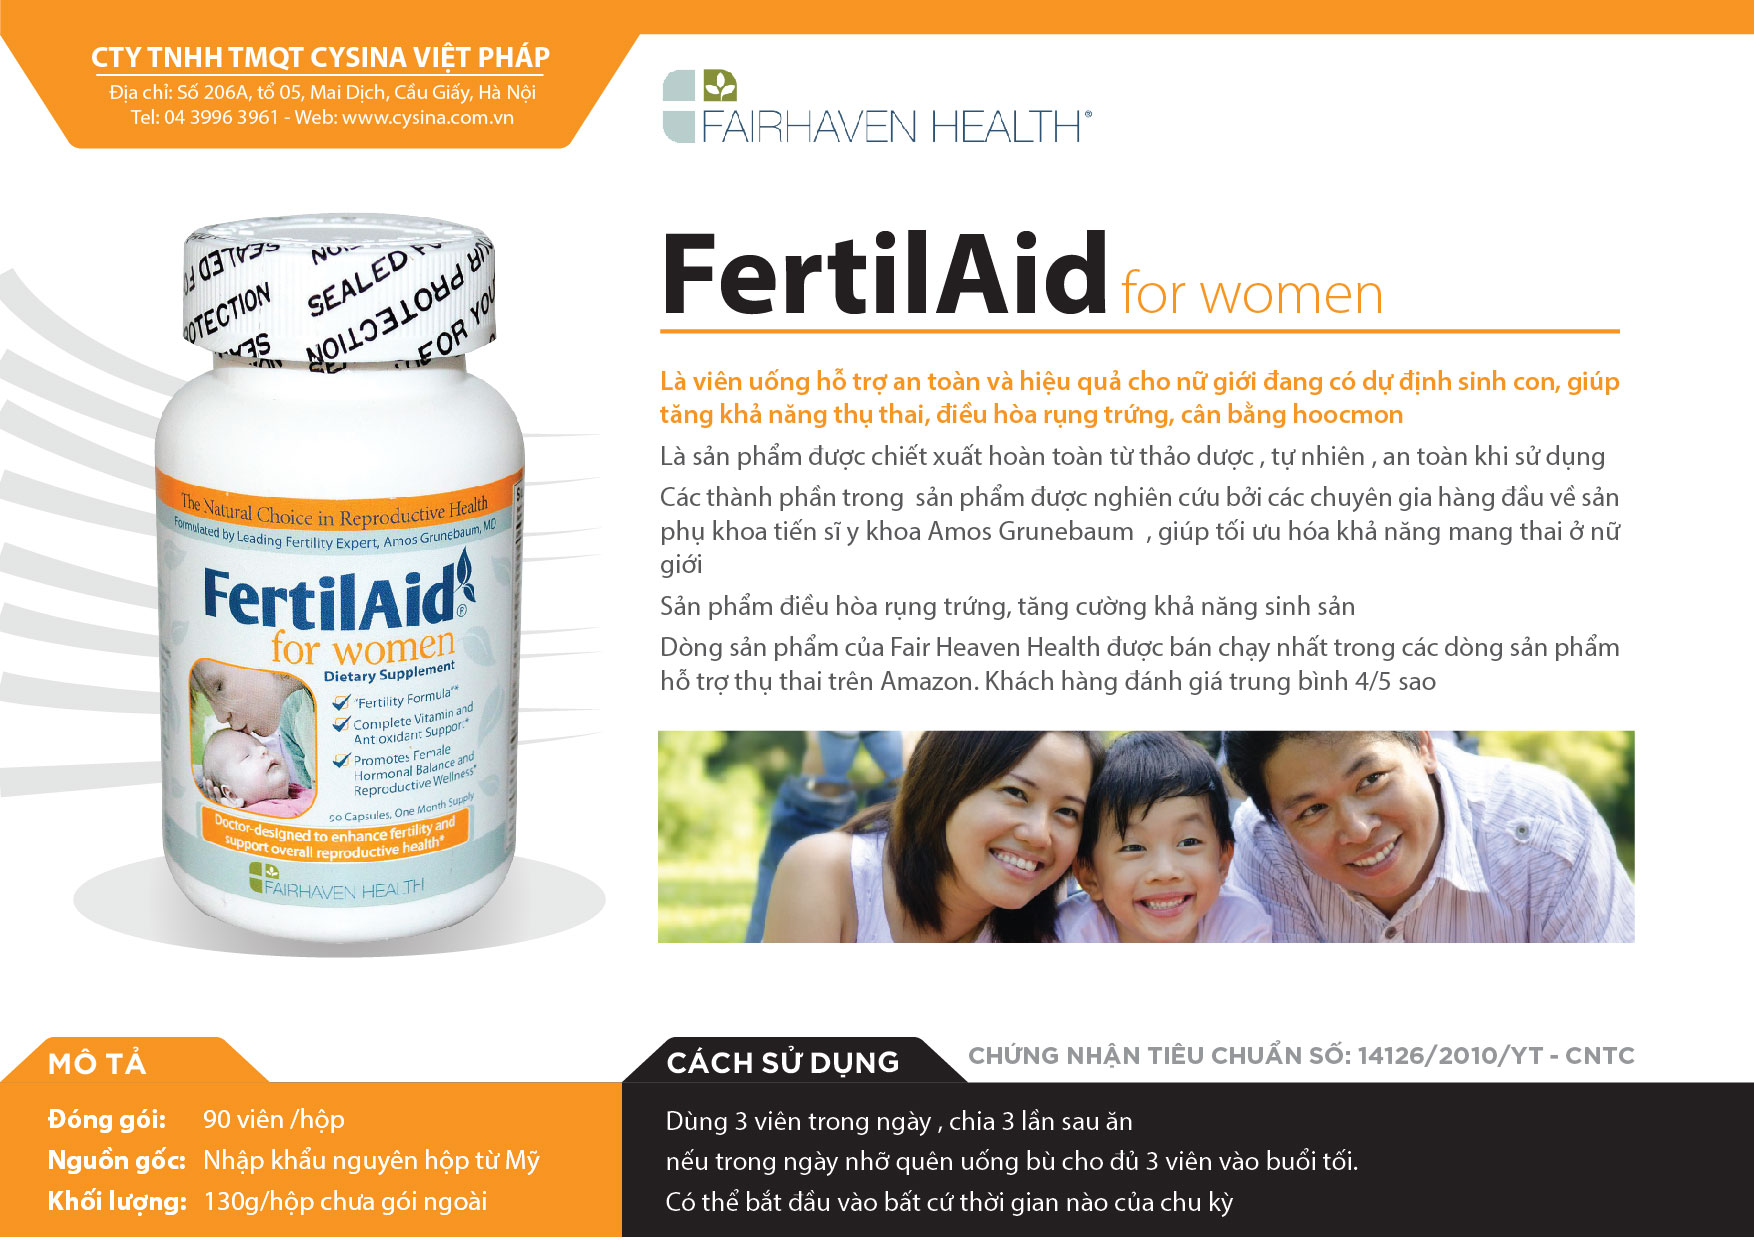 CTY TNHH TMQT CYSINA VIỆT PHÁP
Địa chỉ: Số 206A, tổ 05, Mai Dịch, Cầu Giấy, Hà Nội
Tel: 04 3996 3961 - Web: www.cysina.com.vn
FAIRHAVEN HEALTH®
FertilAid for women
Là viên uống hỗ trợ an toàn và hiệu quả cho nữ giới đang có dự định sinh con, giúp
tăng khả năng thụ thai, điều hòa rụng trứng, cân bằng hoocmon
Là sản phẩm được chiết xuất hoàn toàn từ thảo dược , tự nhiên , an toàn khi sử dụng
Các thành phần trong sản phẩm được nghiên cứu bởi các chuyên gia hàng đầu về sản
phụ khoa tiến sĩ y khoa Amos Grunebaum , giúp tối ưu hóa khả năng mang thai ở nữ
giới
Sản phẩm điều hòa rụng trứng, tăng cường khả năng sinh sản
Dòng sản phẩm của Fair Heaven Health được bán chạy nhất trong các dòng sản phẩm
hỗ trợ thụ thai trên Amazon. Khách hàng đánh giá trung bình 4/5 sao
SEALED FOR YOUR PROTECTION
The Natural Choice in Reproductive Health
Formulated by Leading Fertility Expert, Amos Grunebaum, MD
FertilAid®
for women
Dietary Supplement
"Fertility Formula"*
Complete Vitamin and
Antioxidant Support*
Promotes Female
Hormonal Balance and
Reproductive Wellness*
90 Capsules, One Month Supply
Doctor-designed to enhance fertility and
support overall reproductive health*
FAIRHAVEN HEALTH
MÔ TẢ
Đóng gói: 90 viên /hộp
Nguồn gốc: Nhập khẩu nguyên hộp từ Mỹ
Khối lượng: 130g/hộp chưa gói ngoài
CÁCH SỬ DỤNG
CHỨNG NHẬN TIÊU CHUẨN SỐ: 14126/2010/YT - CNTC
Dùng 3 viên trong ngày , chia 3 lần sau ăn
nếu trong ngày nhỡ quên uống bù cho đủ 3 viên vào buổi tối.
Có thể bắt đầu vào bất cứ thời gian nào của chu kỳ